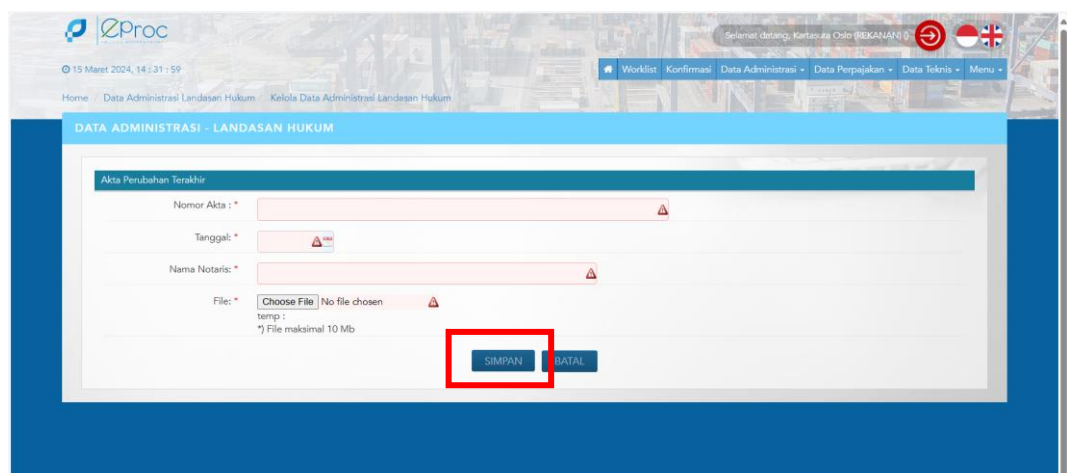 eProc
Selamat datang, Kartasura Oslo (REKANAN) ()
15 Maret 2024, 14 : 31 : 59
Worklist Konfirmasi Data Administrasi Data Perpajakan Data Teknis Menu
Home / Data Administrasi Landasan Hukum Kelola Data Administrasi Landasan Hukum
DATA ADMINISTRASI - LANDASAN HUKUM
Akta Perubahan Terakhir
Nomor Akta : *
Tanggal: *
Nama Notaris: *
File: * Choose File No file chosen
temp :
*) File maksimal 10 Mb
SIMPAN BATAL